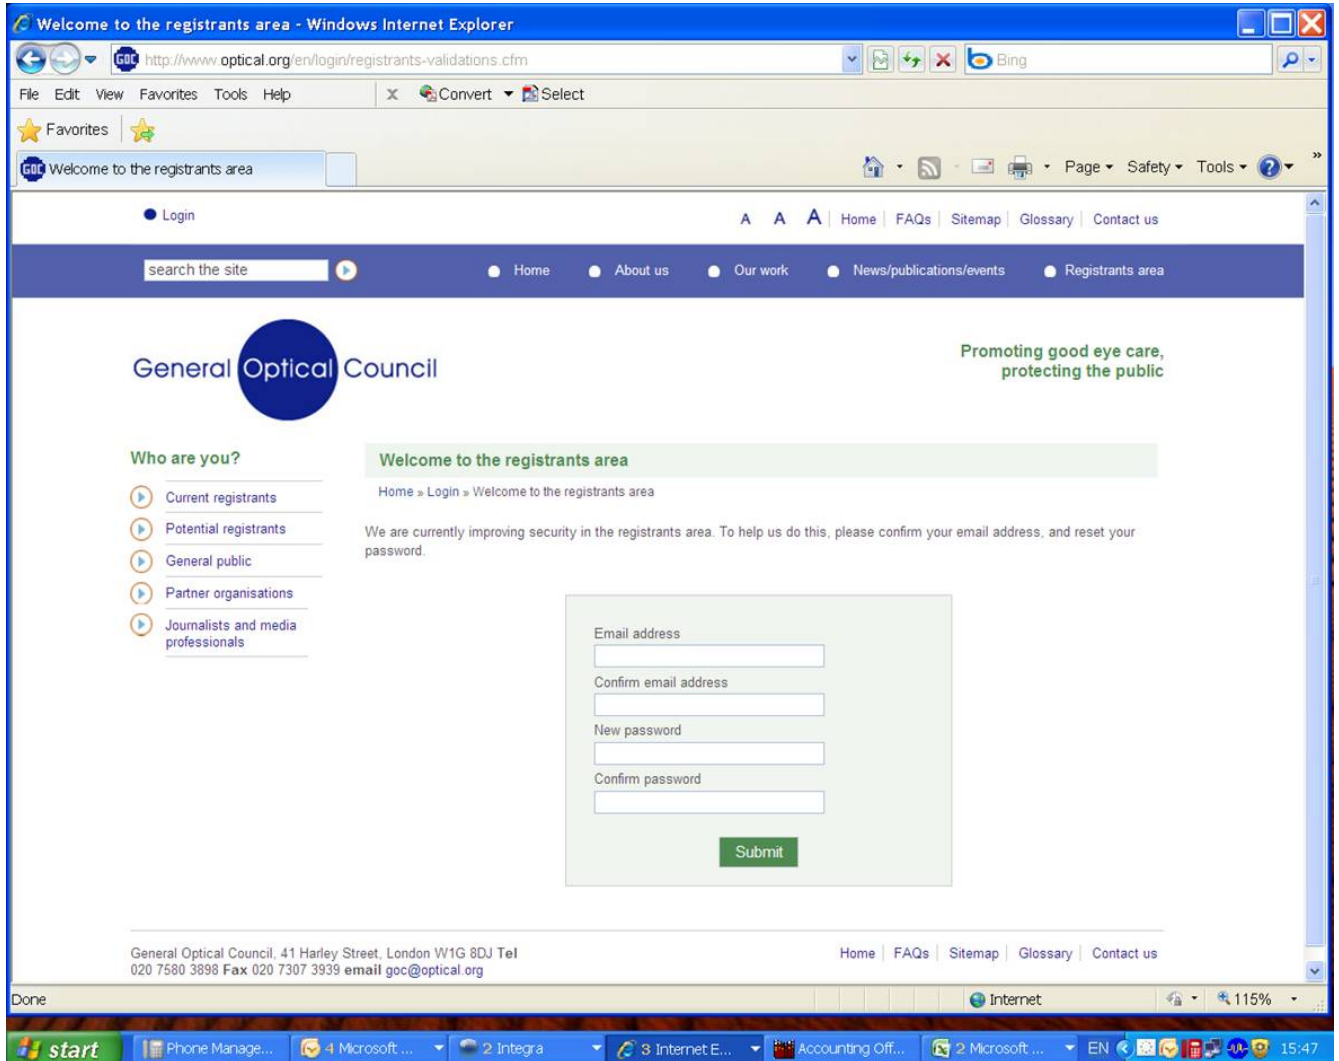 Welcome to the registrants area - Windows Internet Explorer
GOC http://www.optical.org/en/login/registrants-validations.cfm Bing
File Edit View Favorites Tools Help x Convert Select
Favorites
GOC Welcome to the registrants area Page Safety Tools »
Login A A A Home FAQs Sitemap Glossary Contact us
search the site Home About us Our work News/publications/events Registrants area
General Optical Council
Promoting good eye care,
protecting the public
Who are you?
Current registrants
Potential registrants
General public
Partner organisations
Journalists and media
professionals
Welcome to the registrants area
Home » Login » Welcome to the registrants area
We are currently improving security in the registrants area. To help us do this, please confirm your email address, and reset your
password.
Email address
Confirm email address
New password
Confirm password
Submit
General Optical Council, 41 Harley Street, London W1G 8DJ Tel
020 7580 3898 Fax 020 7307 3939 email goc@optical.org
Home FAQs Sitemap Glossary Contact us
Done Internet 115%
start Phone Manage... 4 Microsoft ... 2 Integra 3 Internet E... Accounting Off... 2 Microsoft ... EN 15:47